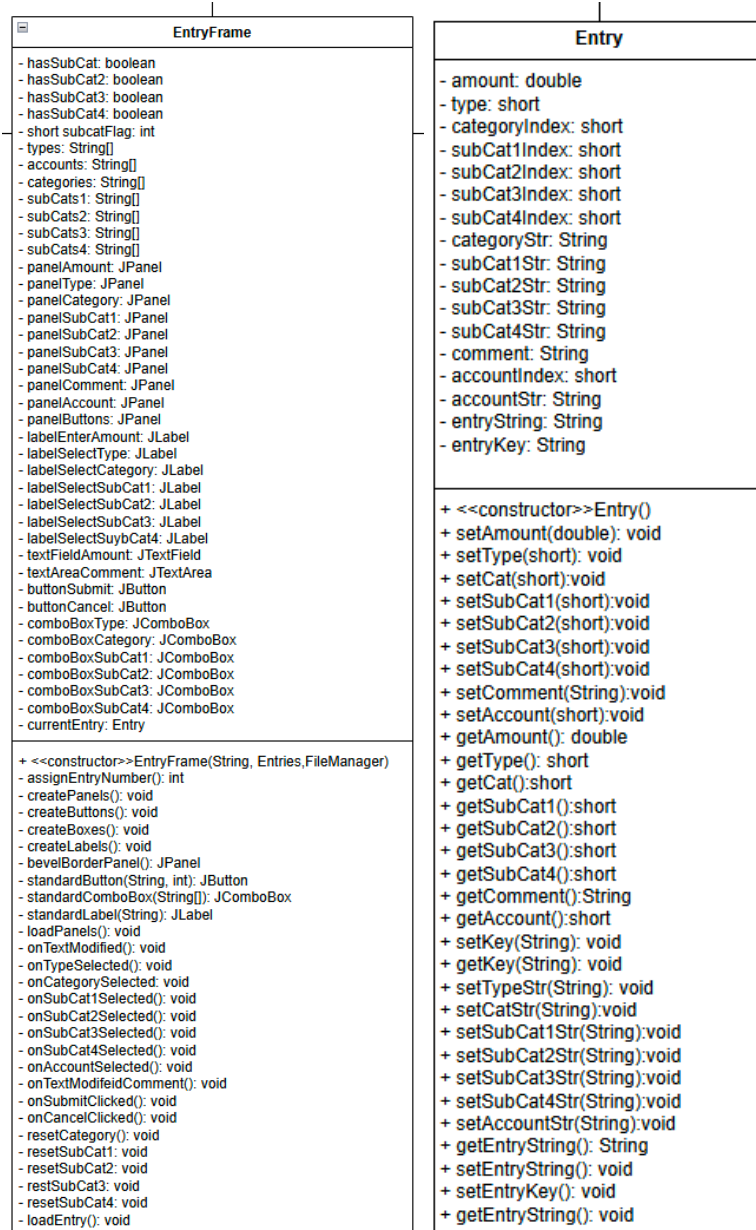 EntryFrame
- hasSubCat: boolean
- hasSubCat2: boolean
- hasSubCat3: boolean
- hasSubCat4: boolean
- short subcatFlag: int
- types: String[]
- accounts: String[]
- categories: String[]
- subCats1: String[]
- subCats2: String[]
- subCats3: String[]
- subCats4: String[]
- panelAmount: JPanel
- panelType: JPanel
- panelCategory: JPanel
- panelSubCat1: JPanel
- panelSubCat2: JPanel
- panelSubCat3: JPanel
- panelSubCat4: JPanel
- panelComment: JPanel
- panelAccount: JPanel
- panelButtons: JPanel
- labelEnterAmount: JLabel
- labelSelectType: JLabel
- labelSelectCategory: JLabel
- labelSelectSubCat1: JLabel
- labelSelectSubCat2: JLabel
- labelSelectSubCat3: JLabel
- labelSelectSuybCat4: JLabel
- textFieldAmount: JTextField
- textAreaComment: JTextArea
- buttonSubmit: JButton
- buttonCancel: JButton
- comboBoxType: JComboBox
- comboBoxCategory: JComboBox
- comboBoxSubCat1: JComboBox
- comboBoxSubCat2: JComboBox
- comboBoxSubCat3: JComboBox
- comboBoxSubCat4: JComboBox
- currentEntry: Entry
+ <<constructor>>EntryFrame(String, Entries,FileManager)
- assignEntryNumber(): int
- createPanels(): void
- createButtons(): void
- createBoxes(): void
- createLabels(): void
- bevelBorderPanel(): JPanel
- standardButton(String, int): JButton
- standardComboBox(String[]): JComboBox
- standardLabel(String): JLabel
- loadPanels(): void
- onTextModified(): void
- onTypeSelected(): void
- onCategorySelected: void
- onSubCat1Selected(): void
- onSubCat2Selected(): void
- onSubCat3Selected(): void
- onSubCat4Selected(): void
- onAccountSelected(): void
- onTextModifeidComment(): void
- onSubmitClicked(): void
- onCancelClicked(): void
- resetCategory(): void
- resetSubCat1: void
- resetSubCat2: void
- restSubCat3: void
- resetSubCat4: void
- loadEntry(): void
Entry
- amount: double
- type: short
- categoryIndex: short
- subCat1Index: short
- subCat2Index: short
- subCat3Index: short
- subCat4Index: short
- categoryStr: String
- subCat1Str: String
- subCat2Str: String
- subCat3Str: String
- subCat4Str: String
- comment: String
- accountIndex: short
- accountStr: String
- entryString: String
- entryKey: String
+ <<constructor>>Entry()
+ setAmount(double): void
+ setType(short): void
+ setCat(short):void
+ setSubCat1(short):void
+ setSubCat2(short):void
+ setSubCat3(short):void
+ setSubCat4(short):void
+ setComment(String):void
+ setAccount(short):void
+ getAmount(): double
+ getType(): short
+ getCat():short
+ getSubCat1():short
+ getSubCat2():short
+ getSubCat3():short
+ getSubCat4():short
+ getComment():String
+ getAccount():short
+ setKey(String): void
+ getKey(String): void
+ setTypeStr(String): void
+ setCatStr(String):void
+ setSubCat1Str(String):void
+ setSubCat2Str(String):void
+ setSubCat3Str(String):void
+ setSubCat4Str(String):void
+ setAccountStr(String):void
+ getEntryString(): String
+ setEntryString(): void
+ setEntryKey(): void
+ getEntryString(): void